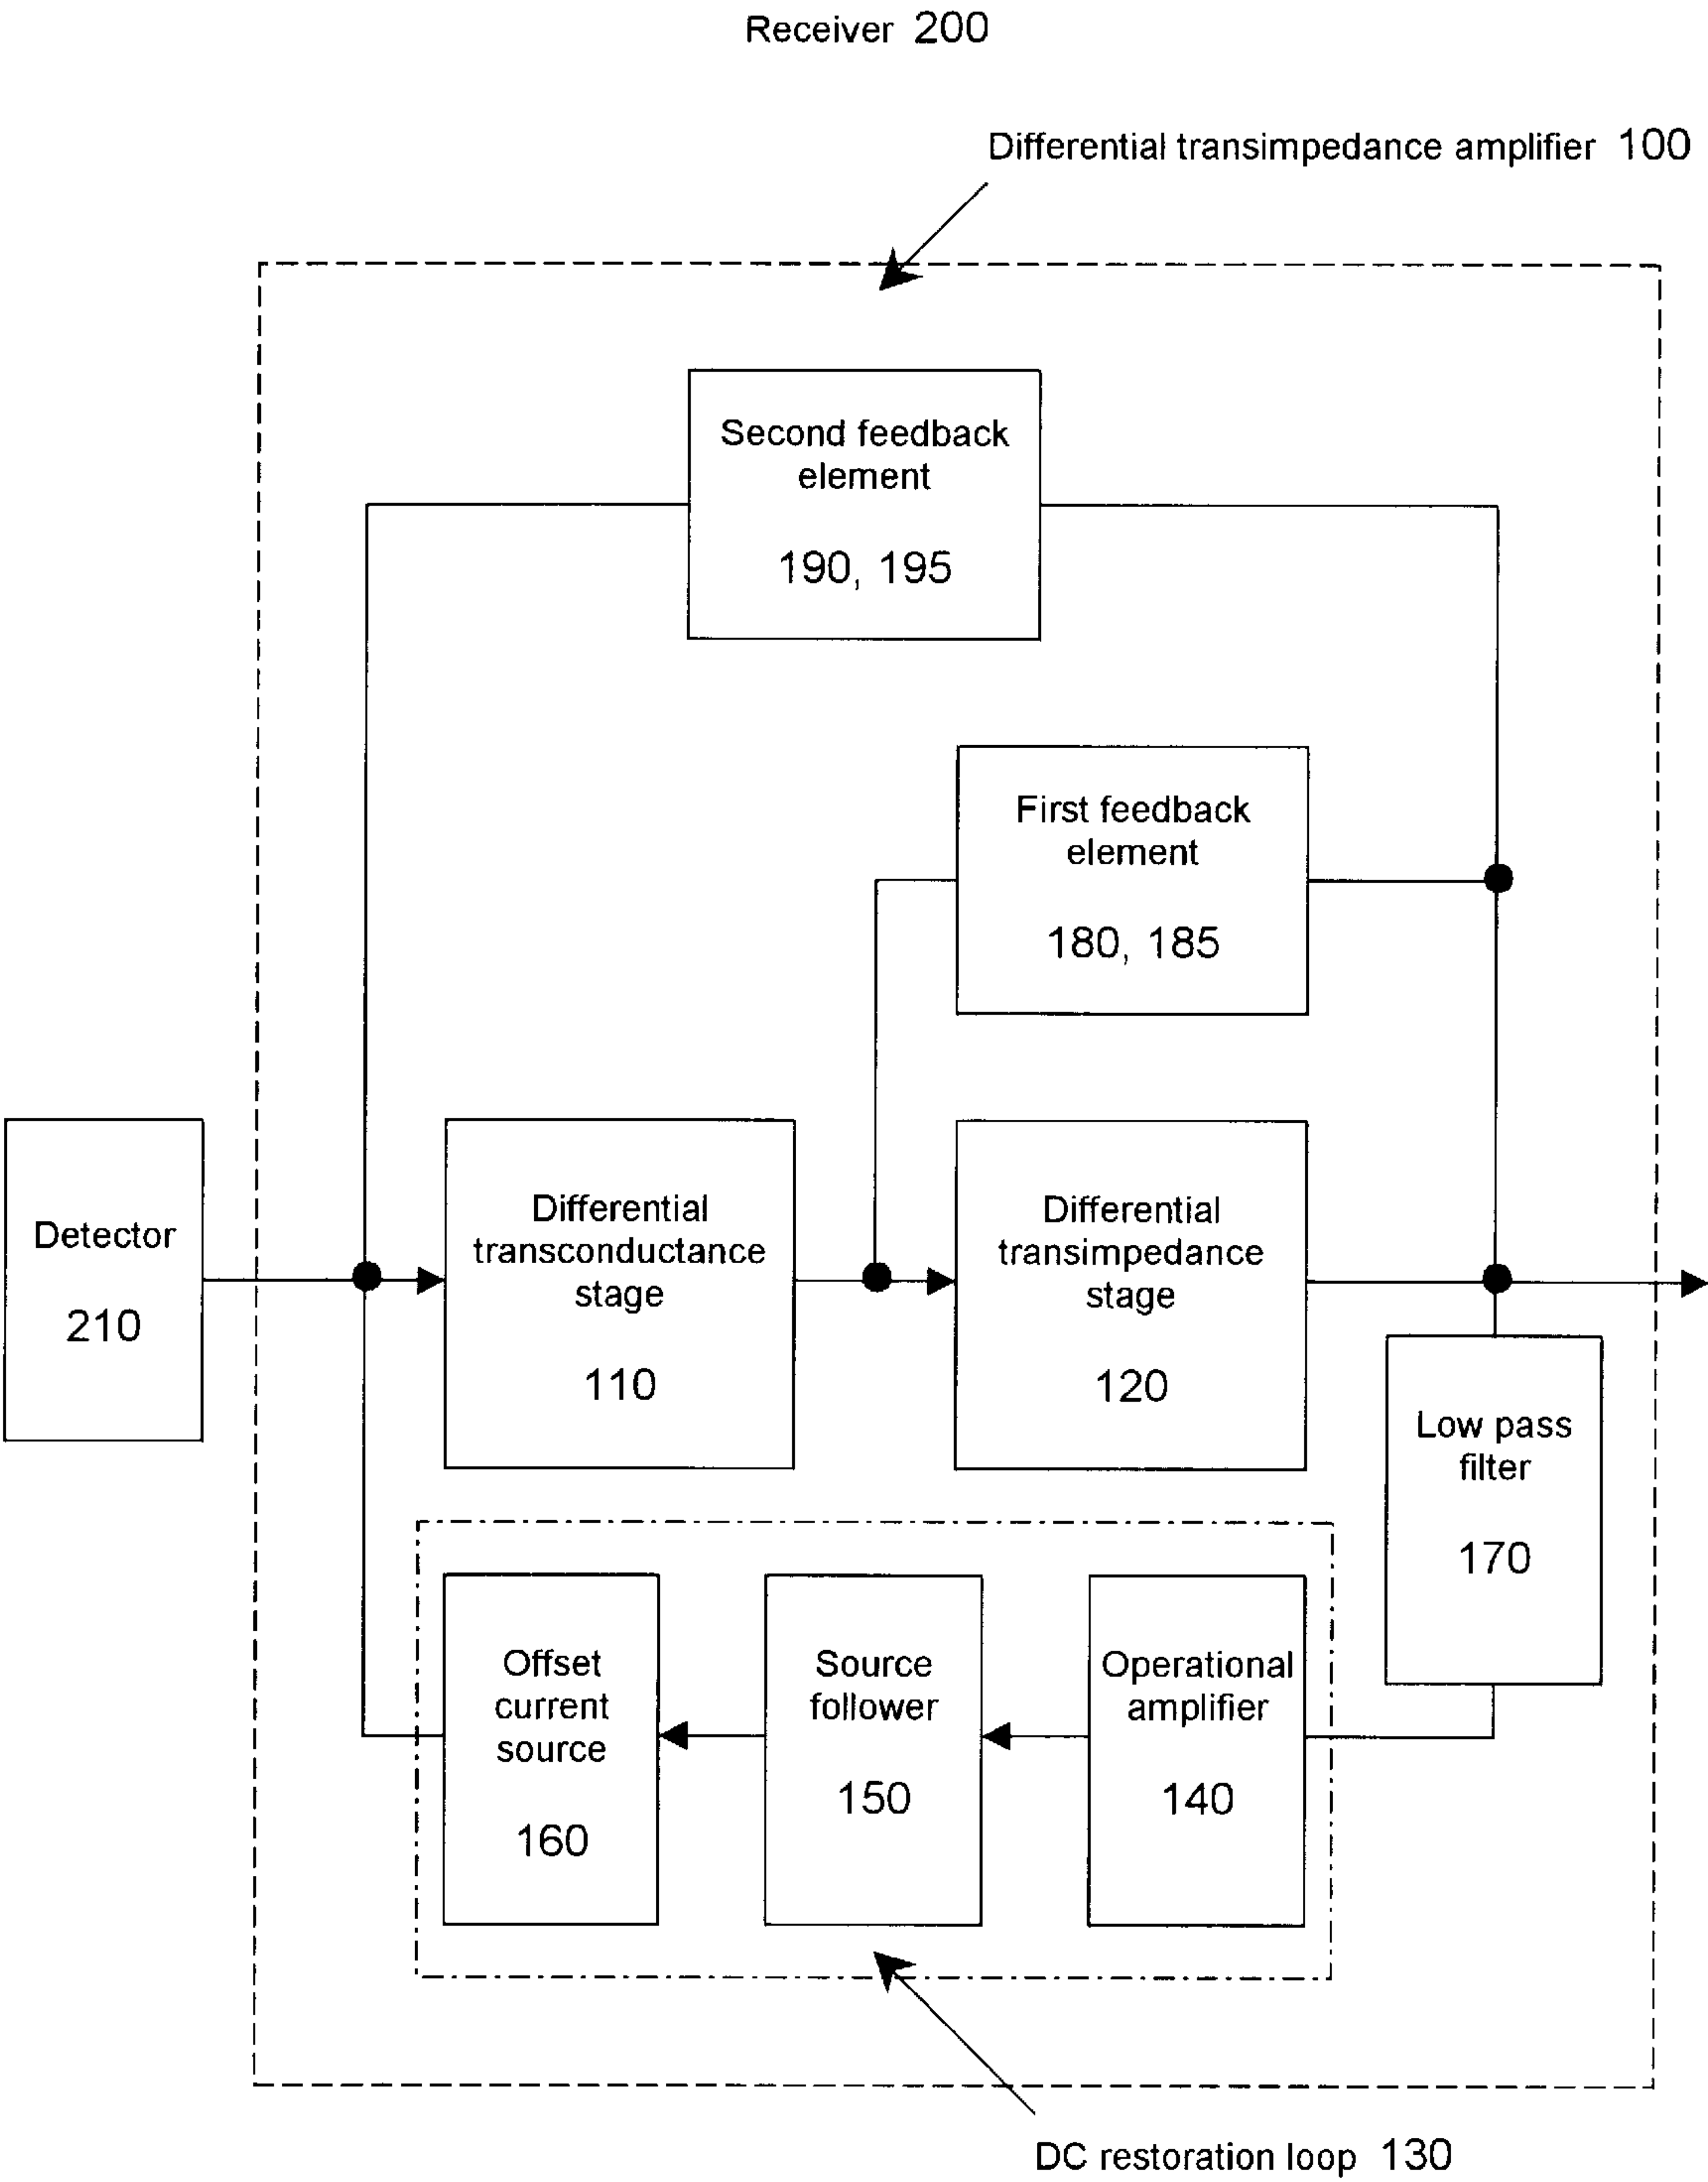 Receiver 200
Differential transimpedance amplifier 100
Second feedback
element
190, 195
First feedback
element
180, 185
Detector
210
Differential
transconductance
stage
110
Differential
transimpedance
stage
120
Low pass
filter
170
Offset
current
source
160
Source
follower
150
Operational
amplifier
140
DC restoration loop 130